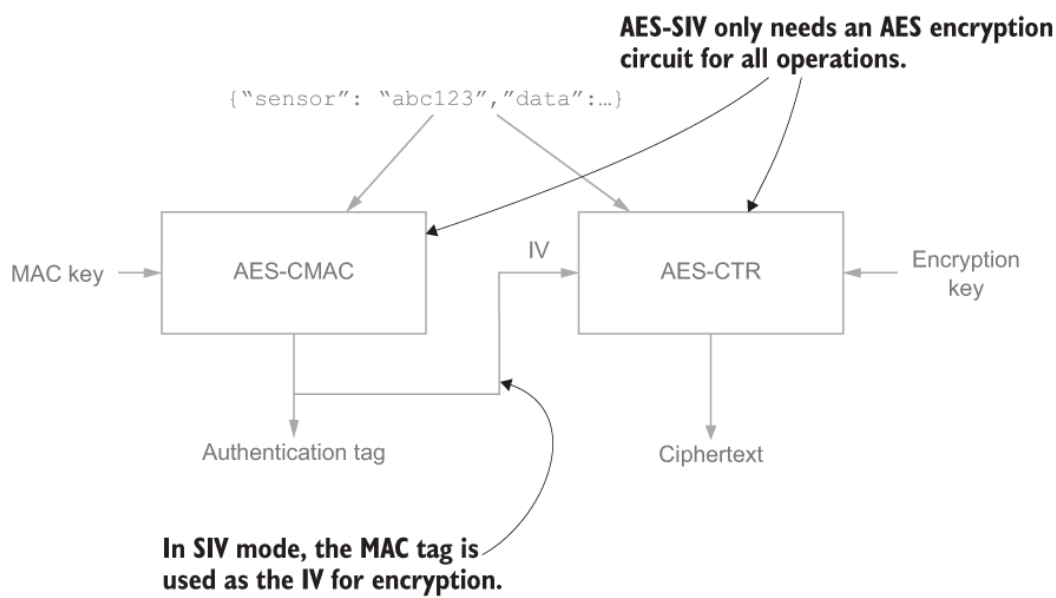 AES-SIV only needs an AES encryption
circuit for all operations.
{“sensor”: “abc123”,”data”:…}
IV
MAC key
AES-CMAC
AES-CTR
Encryption
key
Authentication tag
Ciphertext
In SIV mode, the MAC tag is
used as the IV for encryption.